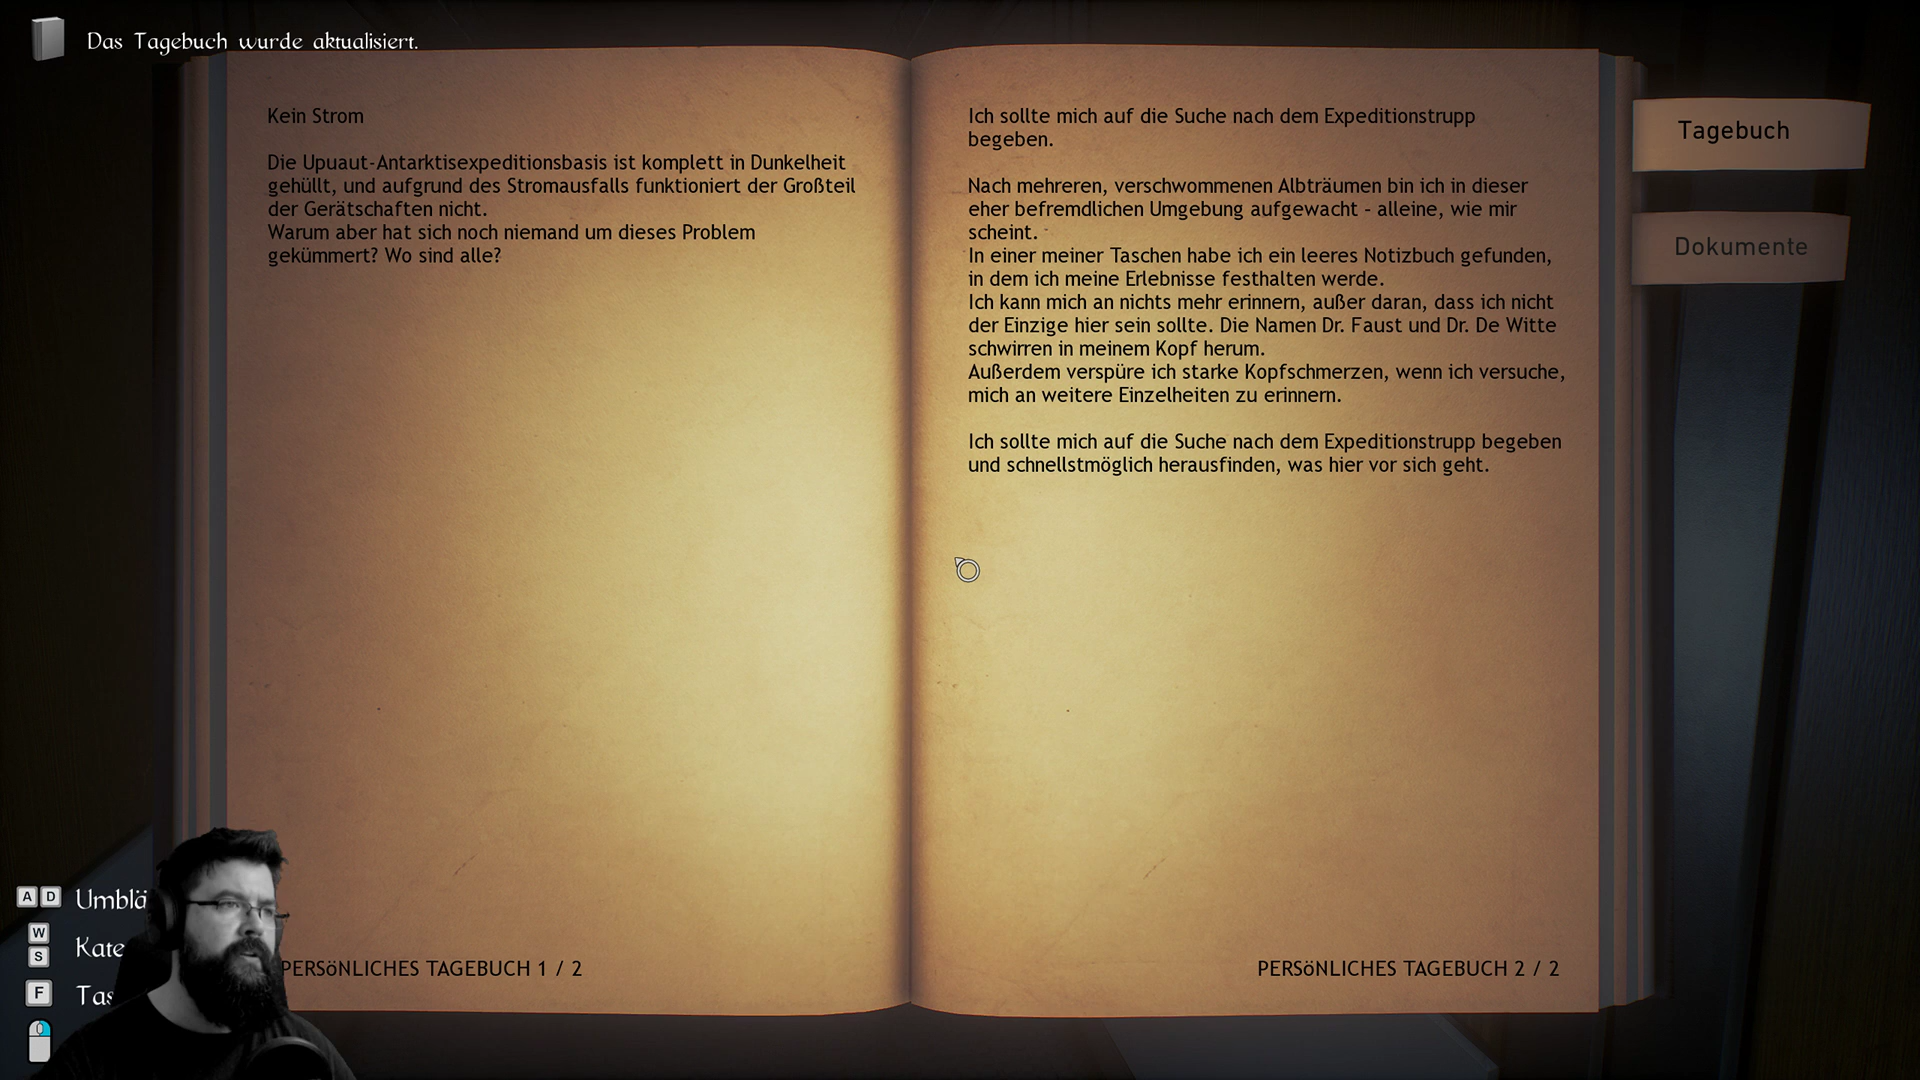 Das Tagebuch wurde aktualisiert.
Kein Strom
Die Upuaut-Antarktisexpeditionsbasis ist komplett in Dunkelheit
gehüllt, und aufgrund des Stromausfalls funktioniert der Großteil
der Gerätschaften nicht.
Warum aber hat sich noch niemand um dieses Problem
gekümmert? Wo sind alle?
PERSöNLICHES TAGEBUCH 1 / 2
Ich sollte mich auf die Suche nach dem Expeditionstrupp
begeben.
Nach mehreren, verschwommenen Albträumen bin ich in dieser
eher befremdlichen Umgebung aufgewacht - alleine, wie mir
scheint.
In einer meiner Taschen habe ich ein leeres Notizbuch gefunden,
in dem ich meine Erlebnisse festhalten werde.
Ich kann mich an nichts mehr erinnern, außer daran, dass ich nicht
der Einzige hier sein sollte. Die Namen Dr. Faust und Dr. De Witte
schwirren in meinem Kopf herum.
Außerdem verspüre ich starke Kopfschmerzen, wenn ich versuche,
mich an weitere Einzelheiten zu erinnern.
Ich sollte mich auf die Suche nach dem Expeditionstrupp begeben
und schnellstmöglich herausfinden, was hier vor sich geht.
PERSöNLICHES TAGEBUCH 2 / 2
Tagebuch
Dokumente
A D Umblä
W
S Kate
F Tas